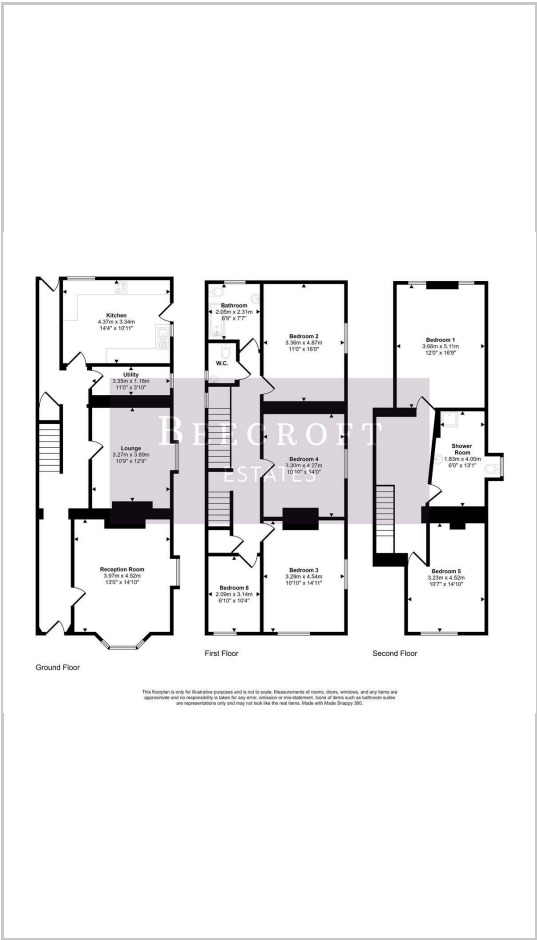 Kitchen
4.37m x 3.34m
14'4" x 10'11"
Utility
3.35m x 1.18m
11'0" x 3'10"
Lounge
3.27m x 3.89m
10'9" x 12'9"
Reception Room
3.97m x 4.52m
13'0" x 14'10"
Ground Floor
Bathroom
2.05m x 2.31m
6'9" x 7'7"
W.C.
Bedroom 2
3.36m x 4.87m
11'0" x 16'0"
Bedroom 4
3.30m x 4.27m
10'10" x 14'0"
Bedroom 3
3.29m x 4.54m
10'10" x 14'11"
Bedroom 6
2.09m x 3.14m
6'10" x 10'4"
First Floor
Bedroom 1
3.66m x 5.11m
12'0" x 16'9"
Shower
Room
1.83m x 4.00m
6'0" x 13'1"
Bedroom 5
3.23m x 4.52m
10'7" x 14'10"
Second Floor
BEECROFT
ESTATES
This floorplan is only for illustrative purposes and is not to scale. Measurements of rooms, doors, windows, and any items are
approximate and no responsibility is taken for any error, omission or mis-statement. Icons of items such as bathroom suites
are representations only and may not look like the real items. Made with Made Snappy 360.